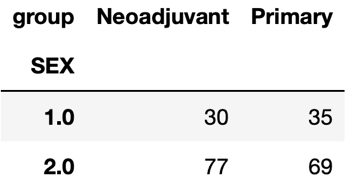 group Neoadjuvant Primary
SEX
1.0 30 35
2.0 77 69